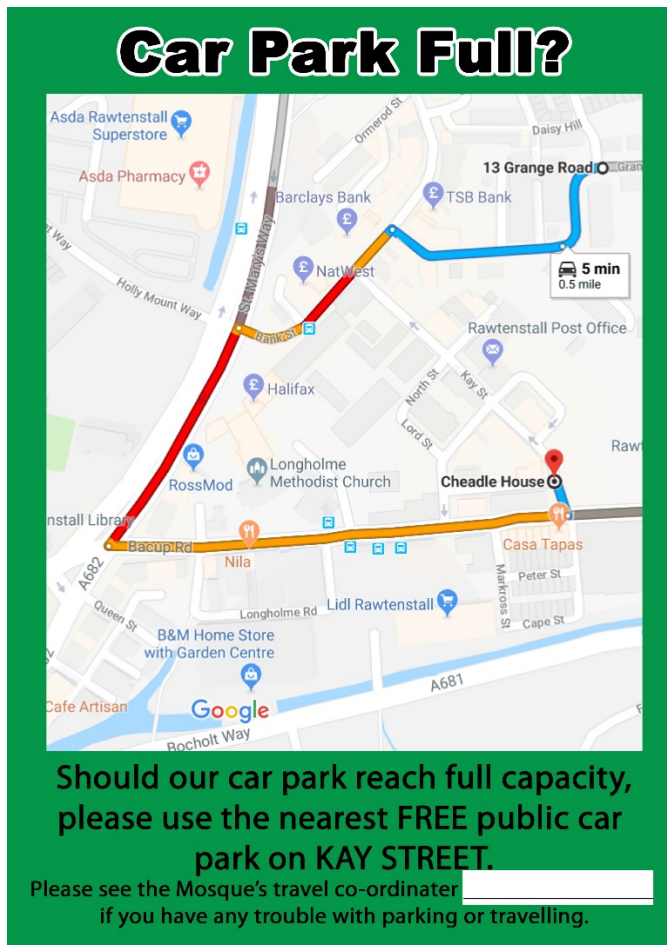 Car Park Full?
Asda Rawtenstall
Superstore
Ormerod St
Daisy Hill
13 Grange Road
Gran
Asda Pharmacy
Barclays Bank
TSB Bank
St. Mary's Way
5 min
0.5 mile
NatWest
Way
Holly Mount Way
Bank St
Rawtenstall Post Office
Halifax
North St
Kay St
Lord St
Rawt
RossMod
Longholme
Methodist Church
Cheadle House
nstall Library
Bacup Rd
Nila
Casa Tapas
A682
Peter St
Markross St
Queen St
Longholme Rd
Lidl Rawtenstall
Cape St
B&M Home Store
with Garden Centre
A681
Cafe Artisan
Google
Bocholt Way
Should our car park reach full capacity,
please use the nearest FREE public car
park on KAY STREET.
Please see the Mosque's travel co-ordinater
if you have any trouble with parking or travelling.